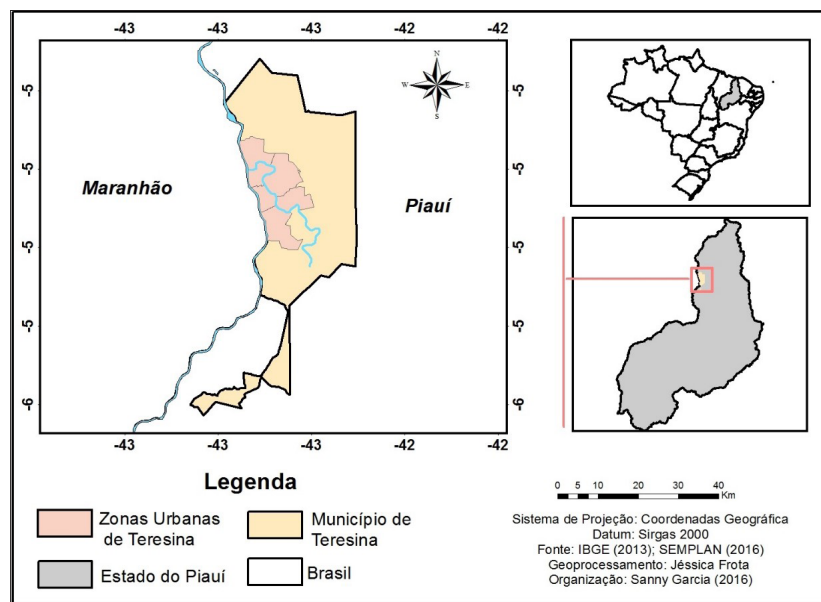 -43 -43 -43 -42
-5
-5
-5
-5
-6
N
W E
S
Maranhão
Piauí
-5
-5
-5
-5
-6
-43 -43 -43 -42
Legenda
Zonas Urbanas
de Teresina
Município de
Teresina
Estado do Piauí
Brasil
0 5 10 20 30 40
Km
Sistema de Projeção: Coordenadas Geográfica
Datum: Sirgas 2000
Fonte: IBGE (2013); SEMPLAN (2016)
Geoprocessamento: Jéssica Frota
Organização: Sanny Garcia (2016)